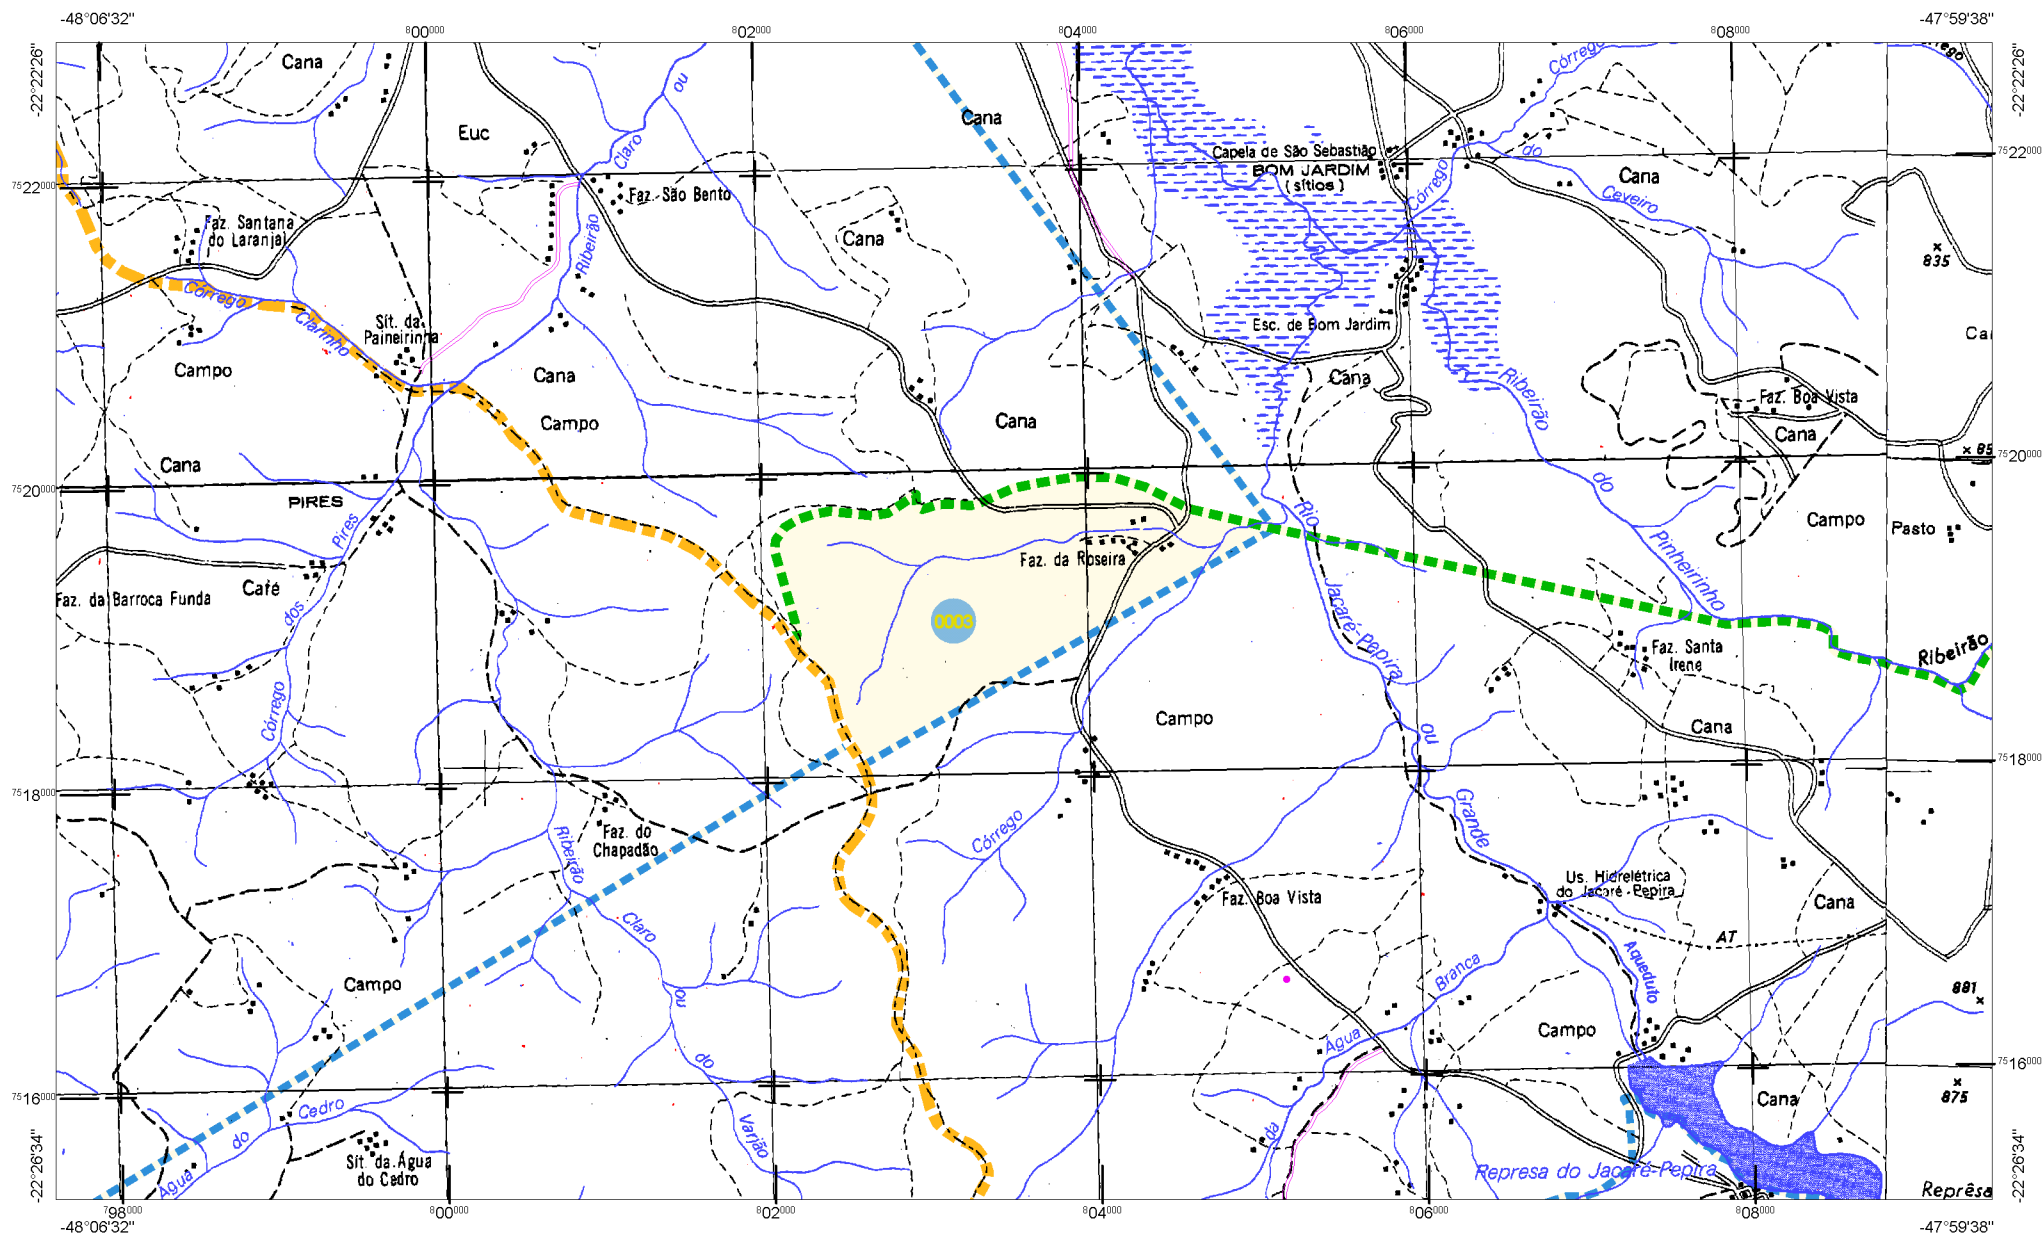 -48°06'32"
-47°59'38"
800000
802000
804000
806000
808000
-22°22'26"
-22°22'26"
Cana
ou
Córrego
Euc
Claro
Cana
Capela de São Sebastião
BOM JARDIM
(sítios)
Córrego
do
Ceveiro
Cana
7522000
7522000
Faz. São Bento
Faz. Santana
do Laranjal
Ribeirão
Cana
835
Córrego
Clarinho
Sít. da
Paineirinha
Esc. de Bom Jardim
Campo
Cana
Cana
Ribeirão
Faz. Boa Vista
Campo
Cana
Cana
Cana
85
7520000
7520000
PIRES
do
Rio
Campo
Pasto
Pires
Faz. da Roseira
Pinheirinho
Café
Faz. da Barroca Funda
dos
0003
Jacaré-Pepira
Faz. Santa
Irene
Ribeirão
Córrego
Campo
ou
Cana
7518000
7518000
Grande
Córrego
Faz. do
Chapadão
Ribeirão
Us. Hidrelétrica
do Jacaré-Pepira
Faz. Boa Vista
Cana
Claro
AT
Aqueduto
Campo
Branca
881
no
Campo
Agua
do
7516000
7516000
Cana
875
Cedro
do
Varjão
da
Sít. da Água
do Cedro
Agua
Represa do Jacaré-Pepira
Reprêsa
-22°26'34"
-22°26'34"
798000
800000
802000
804000
806000
808000
-48°06'32"
-47°59'38"